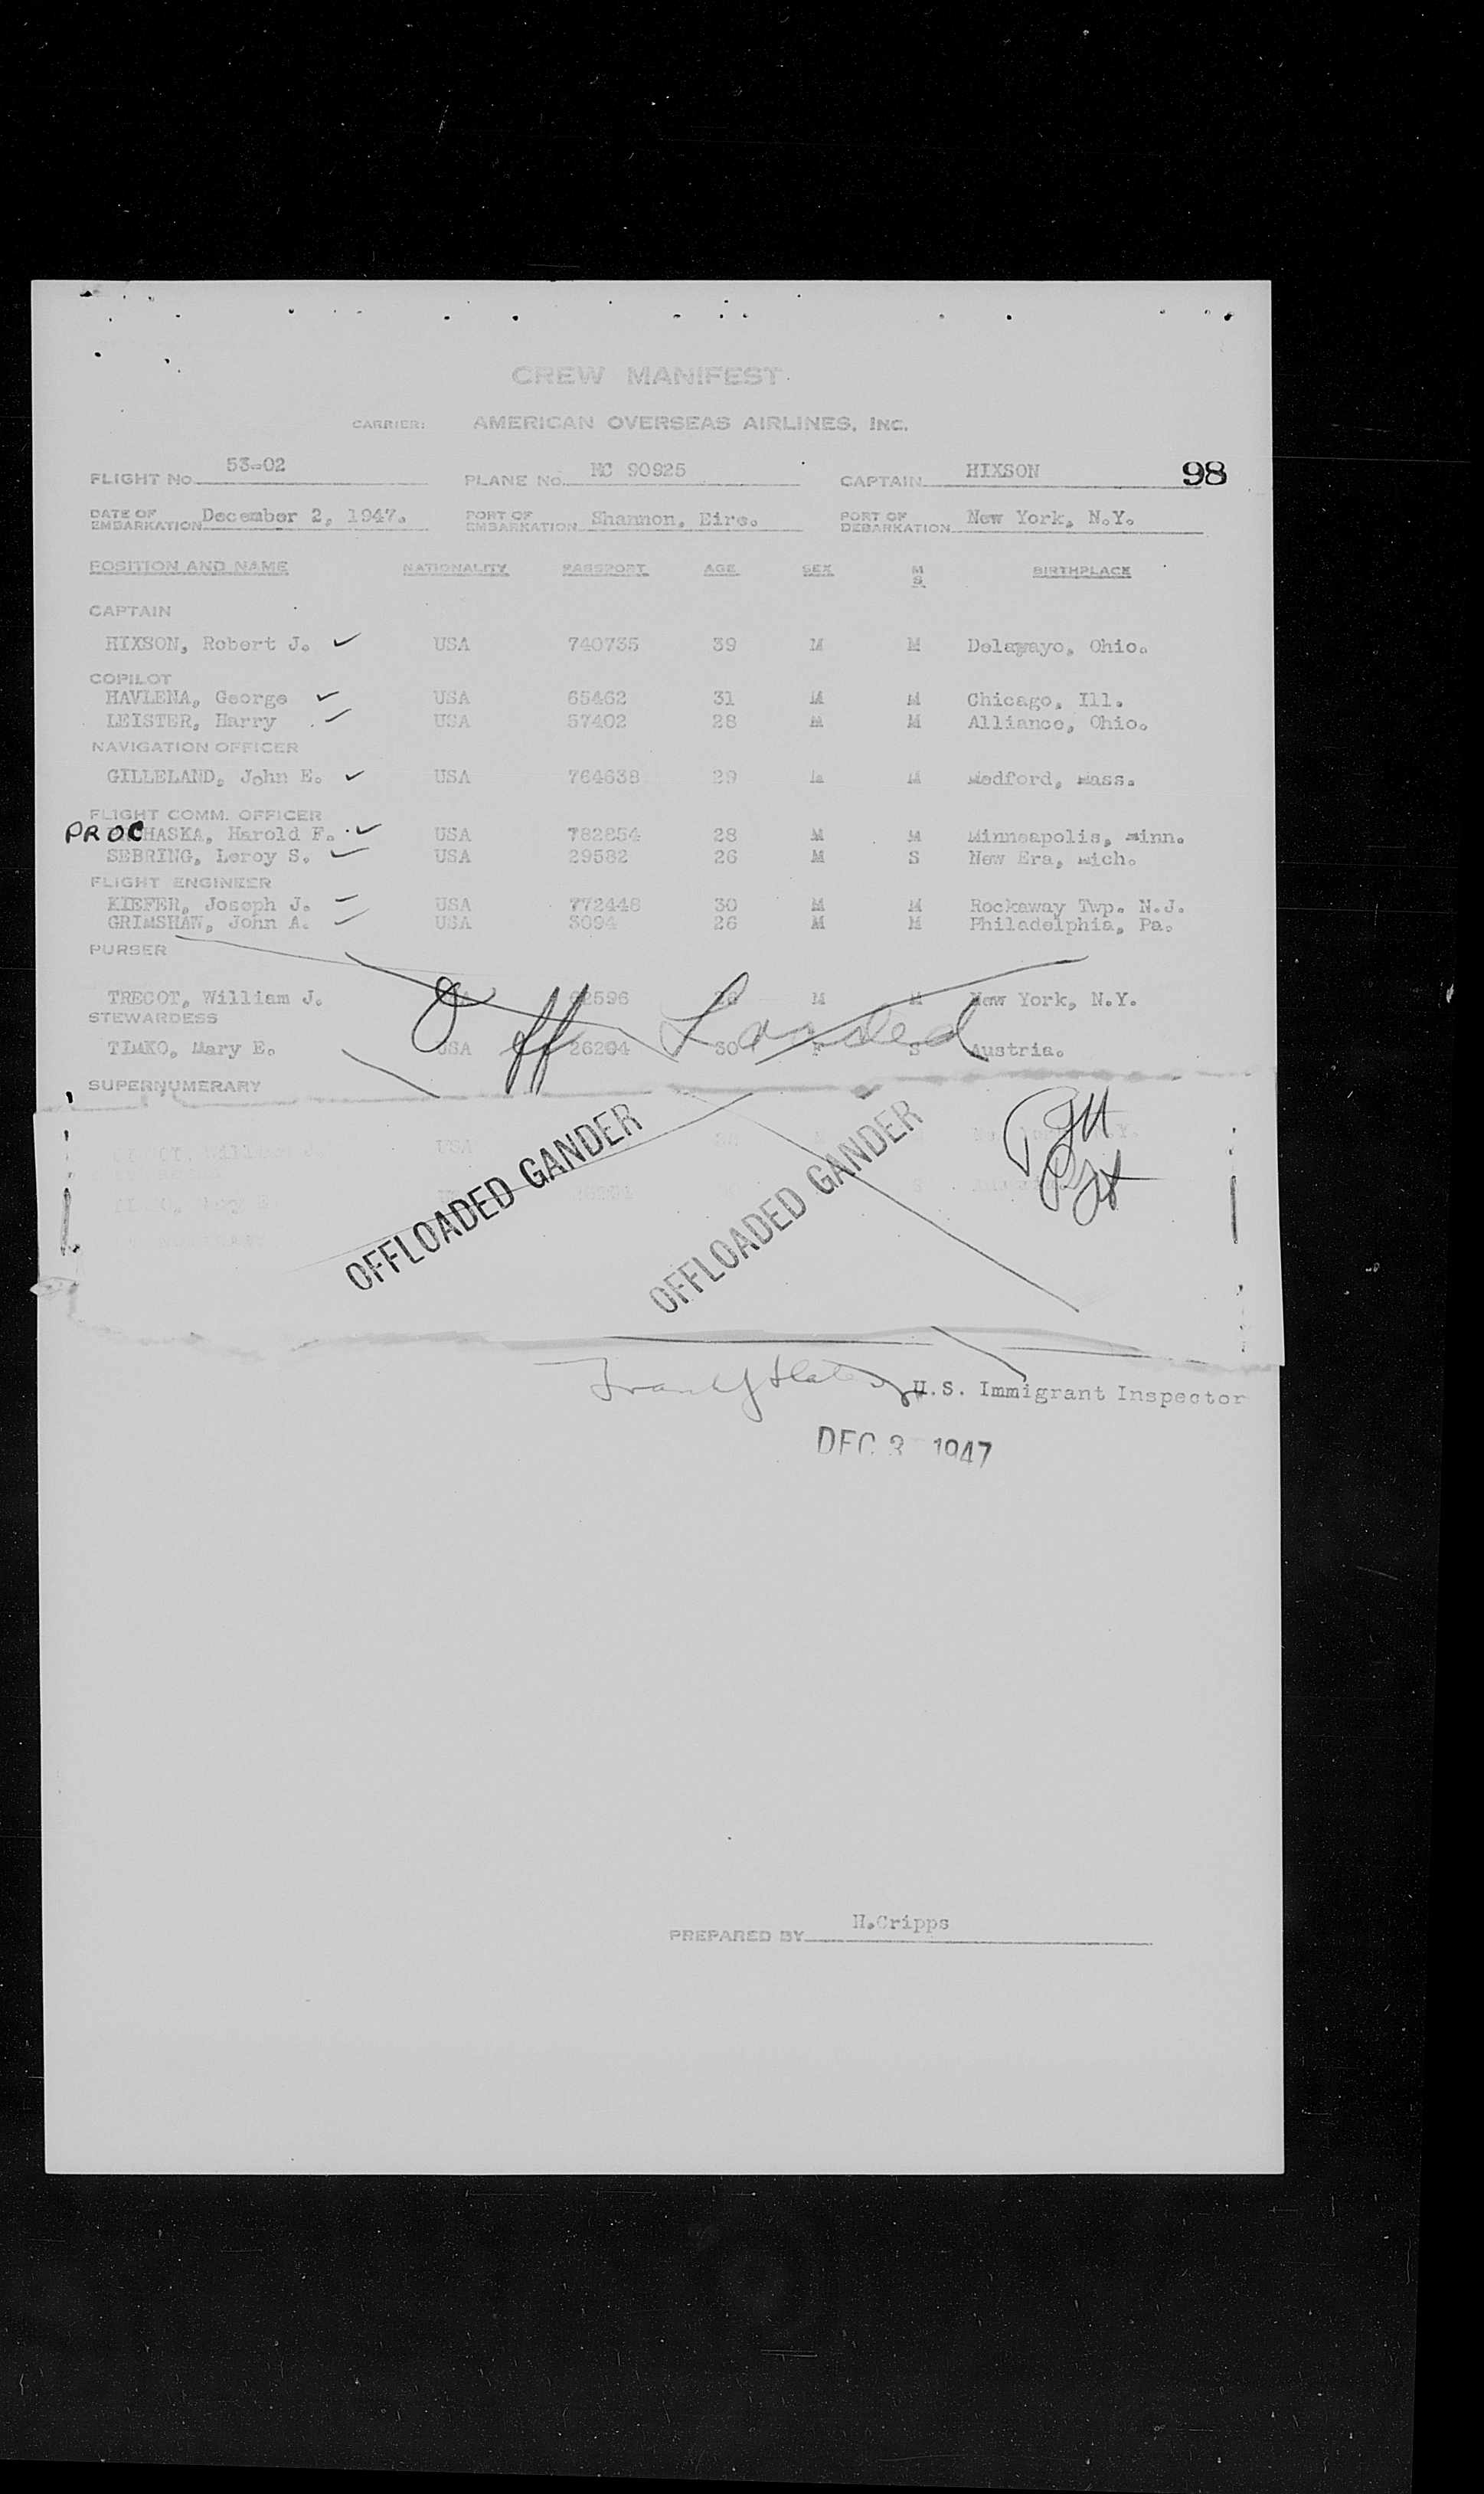 CREW MANIFEST
CARRIER: AMERICAN OVERSEAS AIRLINES, INC.
FLIGHT No. 53-02 PLANE No. NC 90925 CAPTAIN HIXSON 98
DATE OF EMBARKATION December 2, 1947. PORT OF EMBARKATION Shannon, Eire. PORT OF DEBARKATION New York, N.Y.
POSITION AND NAME NATIONALITY PASSPORT AGE SEX M S BIRTHPLACE
CAPTAIN
HIXSON, Robert J. ✓ USA 740735 39 M M Delawayo, Ohio.
COPILOT
HAVLENA, George ✓ USA 65462 31 M M Chicago, Ill.
LEISTER, Harry ✓ USA 57402 28 M M Alliance, Ohio.
NAVIGATION OFFICER
GILLELAND, John E. ✓ USA 764638 29 M M Medford, Mass.
FLIGHT COMM. OFFICER
PROCHASKA, Harold F. ✓ USA 782854 28 M M Minneapolis, Minn.
SEBRING, Leroy S. ✓ USA 29582 26 M S New Era, Mich.
FLIGHT ENGINEER
KIEFER, Joseph J. USA 772448 30 M M Rockaway Twp. N.J.
GRIMSHAW, John A. USA 3094 26 M M Philadelphia, Pa.
PURSER
TRECOT, William J. 62596 M M New York, N.Y.
STEWARDESS
Off Landed
TIMKO, Mary E. USA 26204 30 F S Austria.
SUPERNUMERARY
OFFLOADED GANDER
OFFLOADED GANDER
U.S. Immigrant Inspector
DEC 3 1947
PREPARED BY H.Cripps